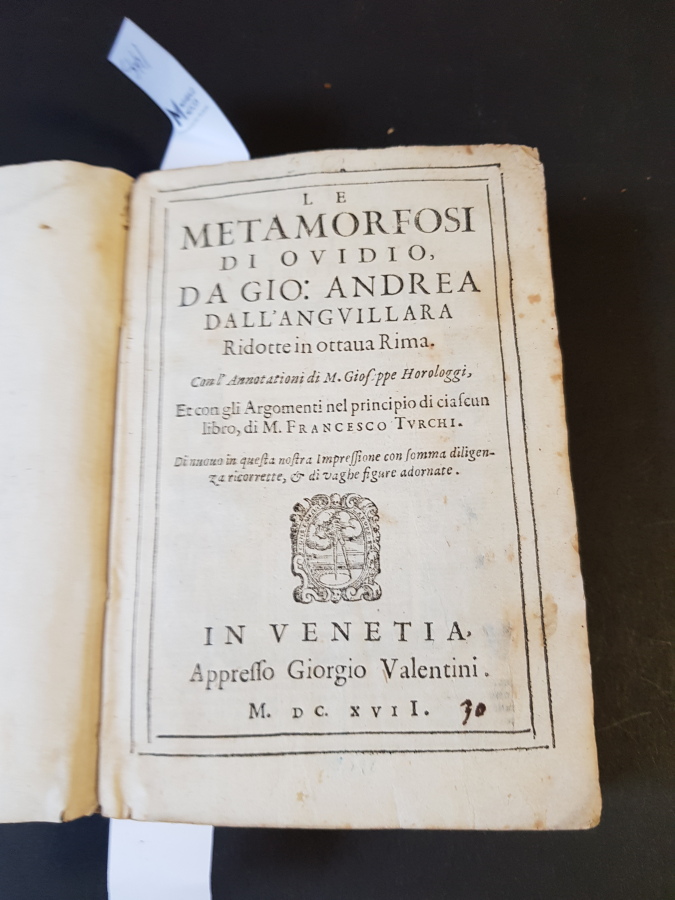 LE
METAMORFOSI
DI OVIDIO,
DA GIO: ANDREA
DALL'ANGVILLARA
Ridotte in ottaua Rima.
Con l'Annotationi di M. Gioseppe Horologgi,
Et con gli Argomenti nel principio di ciascun
libro, di M. FRANCESCO TVRCHI.
Di nuouo in questa nostra Impressione con somma diligen-
za ricorrette, & di vaghe figure adornate.
IN VENETIA,
Appresso Giorgio Valentini.
M. DC. XVII. 30